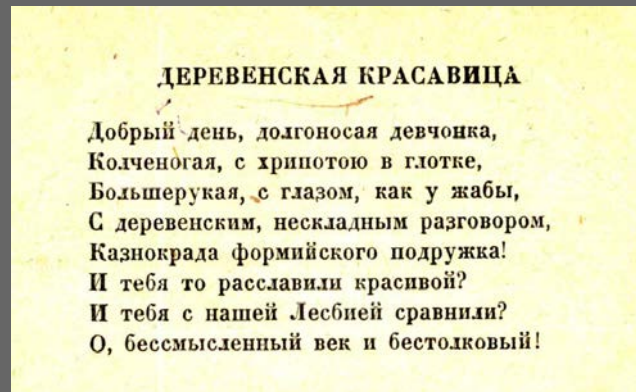 ДЕРЕВЕНСКАЯ КРАСАВИЦА
Добрый день, долгоносая девчонка,
Колченогая, с хрипотою в глотке,
Большерукая, с глазом, как у жабы,
С деревенским, нескладным разговором,
Казнокрада формийского подружка!
И тебя то расславили красивой?
И тебя с нашей Лесбией сравнили?
О, бессмысленный век и бестолковый!